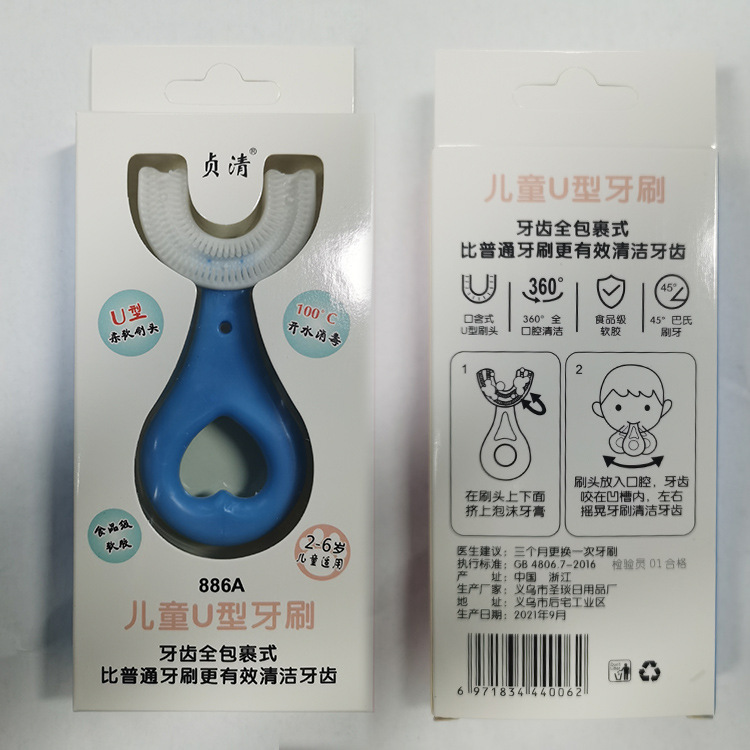 贞清®
U型
柔软刷头
100℃
开水消毒
食品级
软胶
2-6岁
儿童适用
886A
儿童U型牙刷
牙齿全包裹式
比普通牙刷更有效清洁牙齿
儿童U型牙刷
牙齿全包裹式
比普通牙刷更有效清洁牙齿
360°
45°
口含式
U型刷头
360° 全
口腔清洁
食品级
软胶
45° 巴氏
刷牙
1
在刷头上下面
挤上泡沫牙膏
2
刷头放入口腔，牙齿
咬在凹槽内，左右
摇晃牙刷清洁牙齿
医生建议：三个月更换一次牙刷
执行标准：GB 4806.7-2016 检验员 01 合格
产 址：中国 浙江
生产厂家：义乌市圣琰日用品厂
地 址：义乌市后宅工业区
生产日期：2021年9月
6 971834 440062